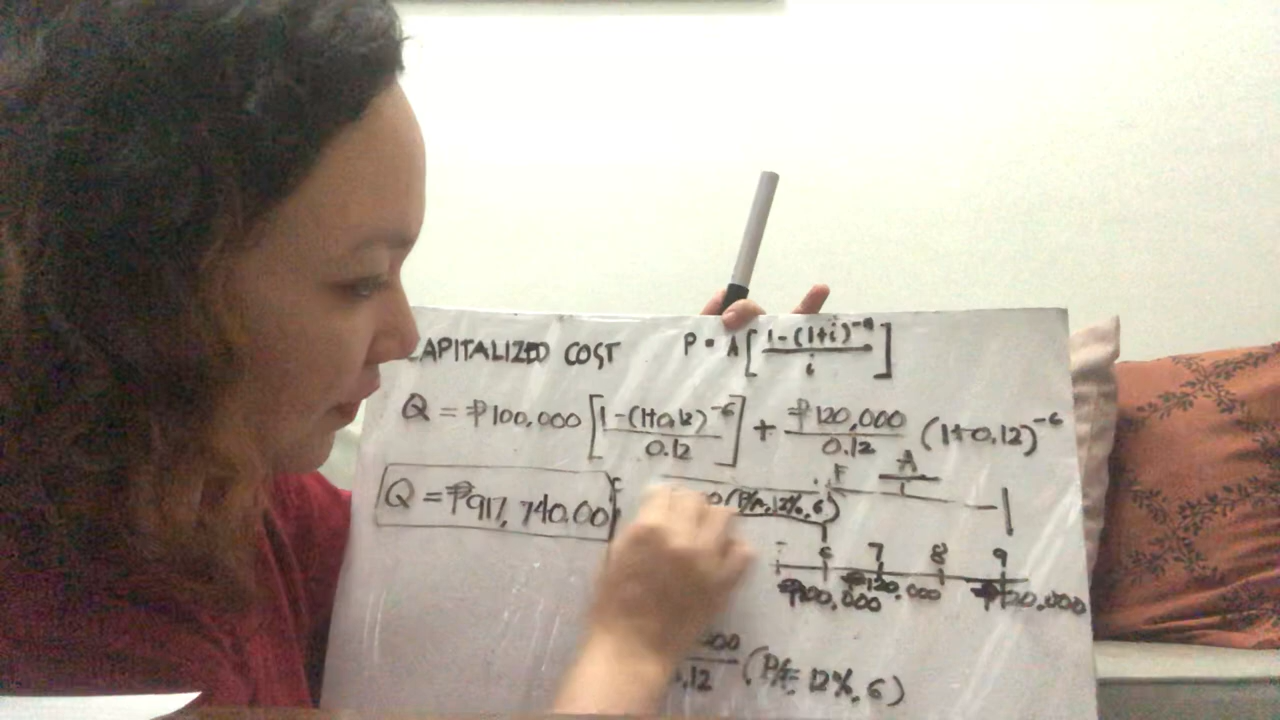 CAPITALIZED COST P = A [ 1-(1+i)^-n / i ]
Q = ₱100,000 [ 1-(1+0.12)^-6 / 0.12 ] + ₱120,000 / 0.12 (1+0.12)^-6
F A / i
Q = ₱917,740.00
(P/A, 12%, 6)
6 7 8 9
₱100,000 ₱120,000 ₱120,000
(P/F, 12%, 6)